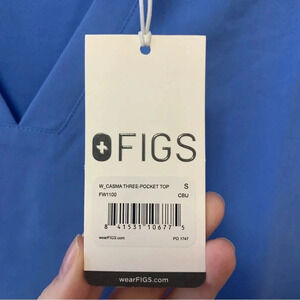 FIGS
W_CASMA THREE-POCKET TOP S
FW1100 CBU
8 41531 10677 5
wearFIGS.com PO 1747
wearFIGS.com